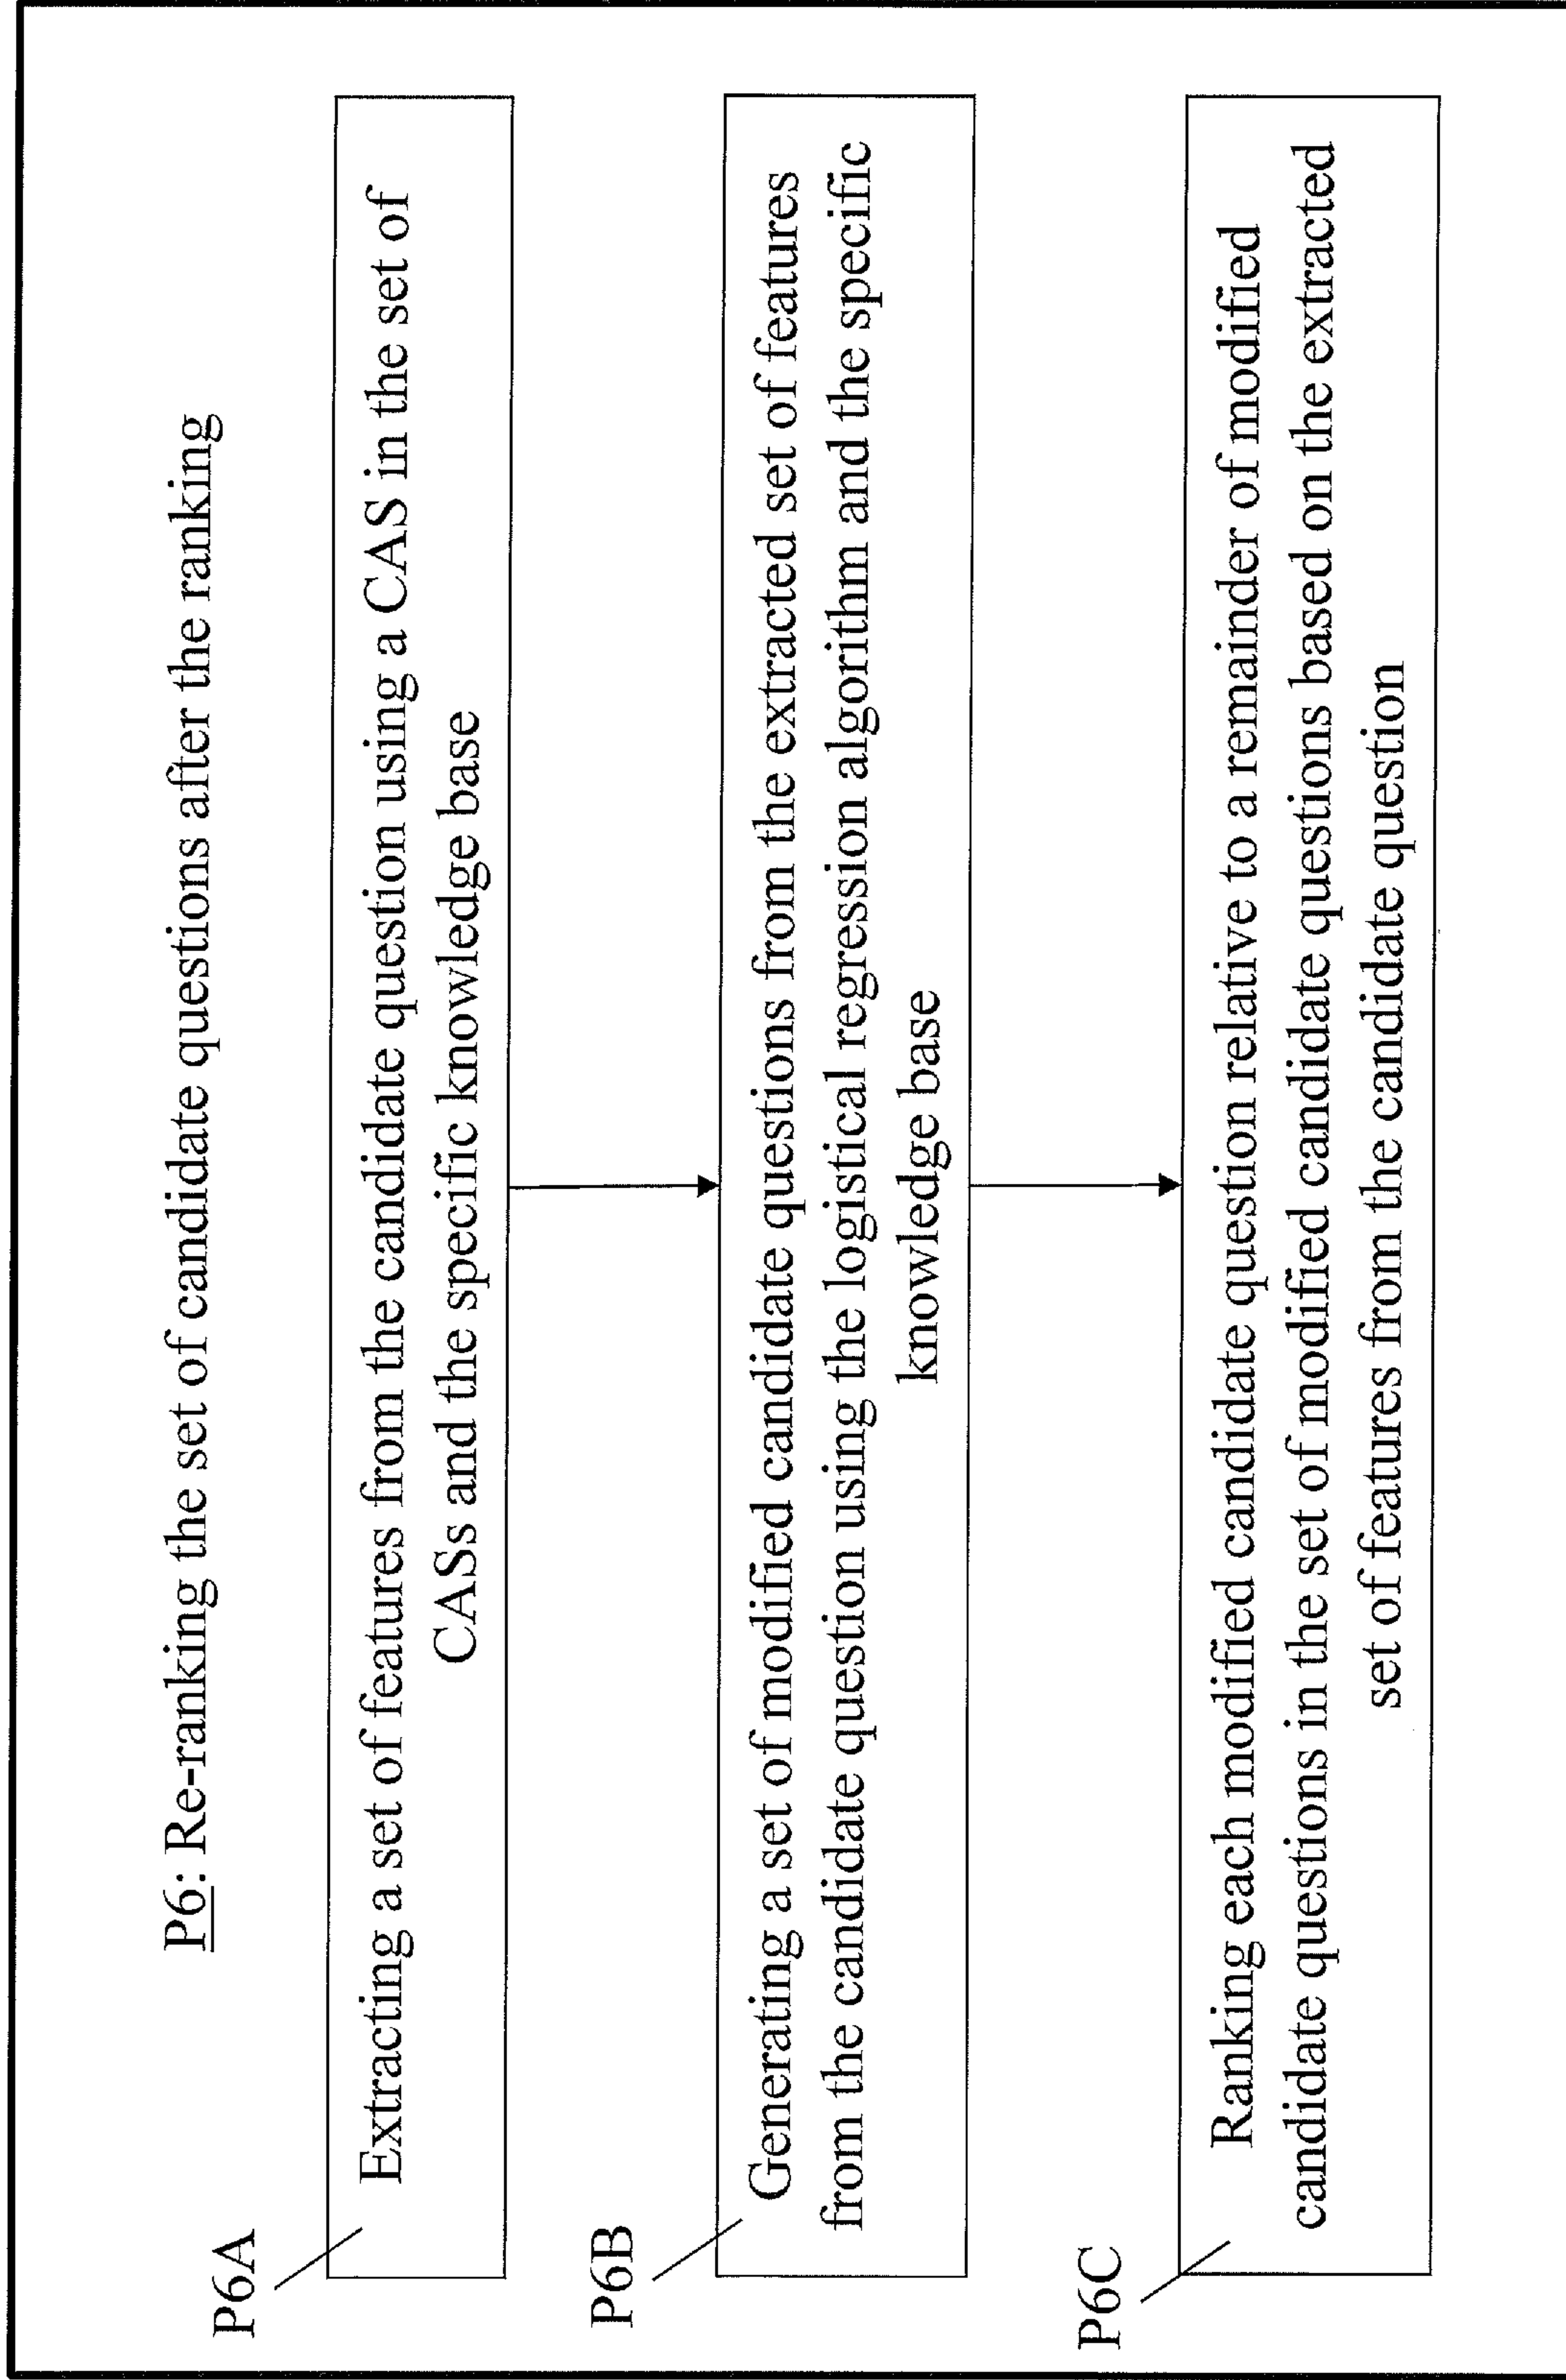 P6: Re-ranking the set of candidate questions after the ranking
P6A
Extracting a set of features from the candidate question using a CAS in the set of
CASs and the specific knowledge base
P6B
Generating a set of modified candidate questions from the extracted set of features
from the candidate question using the logistical regression algorithm and the specific
knowledge base
P6C
Ranking each modified candidate question relative to a remainder of modified
candidate questions in the set of modified candidate questions based on the extracted
set of features from the candidate question